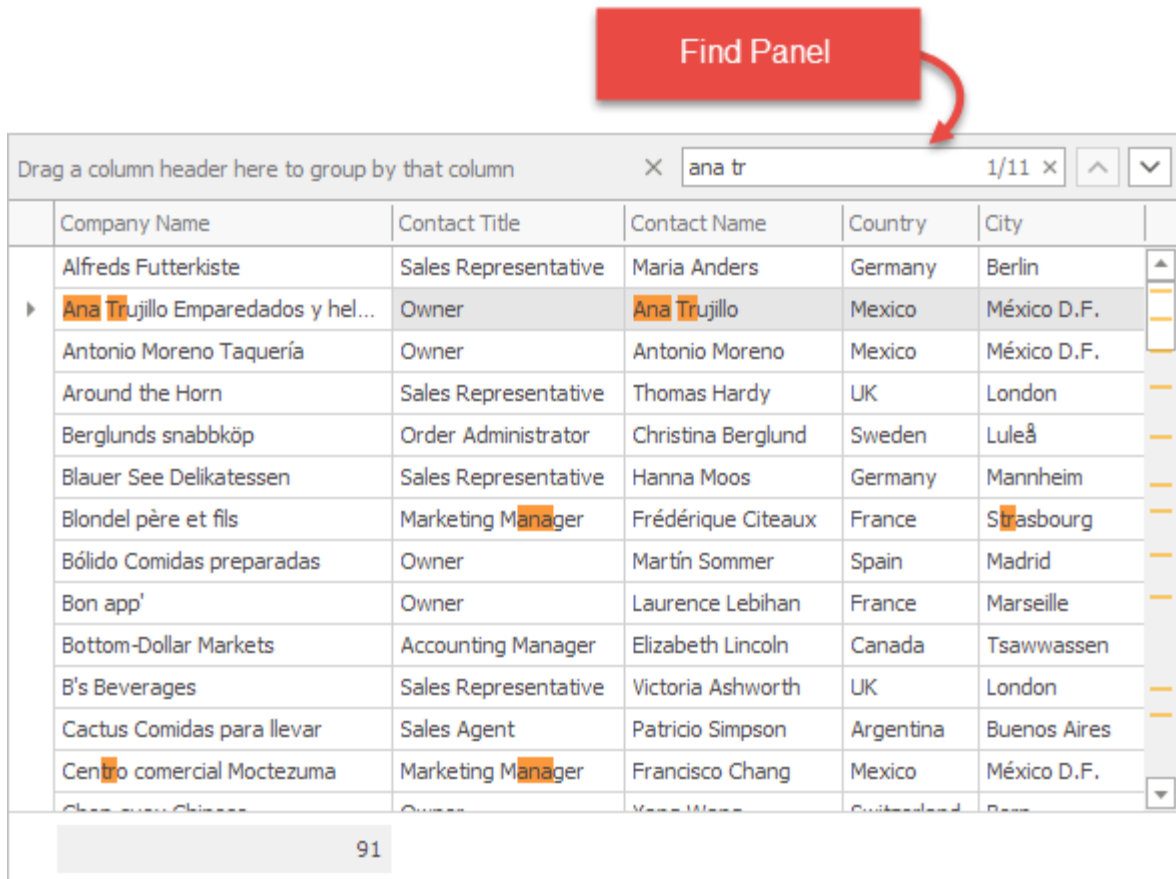 Find Panel
Drag a column header here to group by that column ana tr 1/11
Company Name Contact Title Contact Name Country City
Alfreds Futterkiste Sales Representative Maria Anders Germany Berlin
Ana Trujillo Emparedados y hel... Owner Ana Trujillo Mexico México D.F.
Antonio Moreno Taquería Owner Antonio Moreno Mexico México D.F.
Around the Horn Sales Representative Thomas Hardy UK London
Berglunds snabbköp Order Administrator Christina Berglund Sweden Luleå
Blauer See Delikatessen Sales Representative Hanna Moos Germany Mannheim
Blondel père et fils Marketing Manager Frédérique Citeaux France Strasbourg
Bólido Comidas preparadas Owner Martín Sommer Spain Madrid
Bon app' Owner Laurence Lebihan France Marseille
Bottom-Dollar Markets Accounting Manager Elizabeth Lincoln Canada Tsawwassen
B's Beverages Sales Representative Victoria Ashworth UK London
Cactus Comidas para llevar Sales Agent Patricio Simpson Argentina Buenos Aires
Centro comercial Moctezuma Marketing Manager Francisco Chang Mexico México D.F.
91